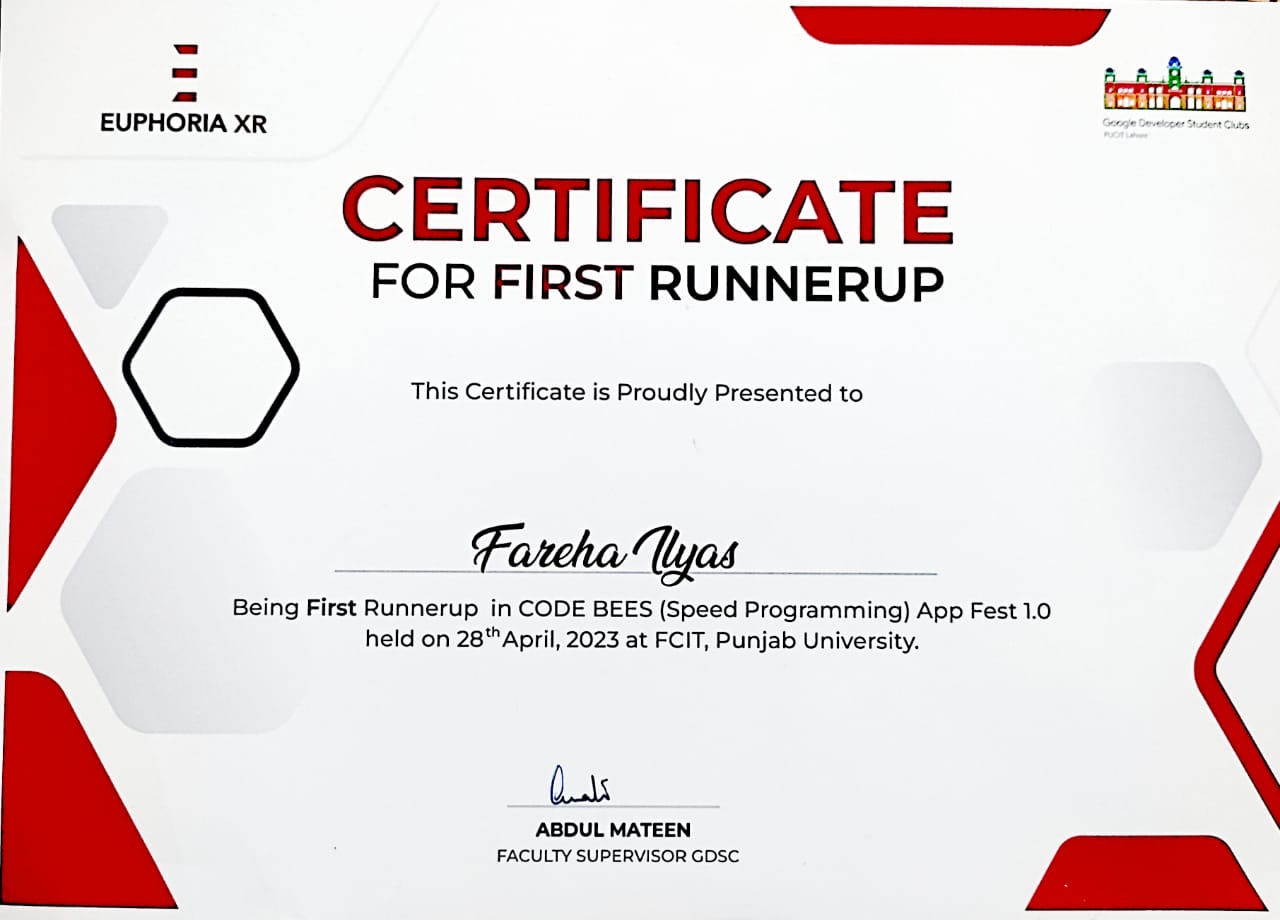 EUPHORIA XR
Google Developer Student Clubs
PUCIT Lahore
CERTIFICATE
FOR FIRST RUNNERUP
This Certificate is Proudly Presented to
Fareha Ilyas
Being First Runnerup in CODE BEES (Speed Programming) App Fest 1.0
held on 28th April, 2023 at FCIT, Punjab University.
ABDUL MATEEN
FACULTY SUPERVISOR GDSC